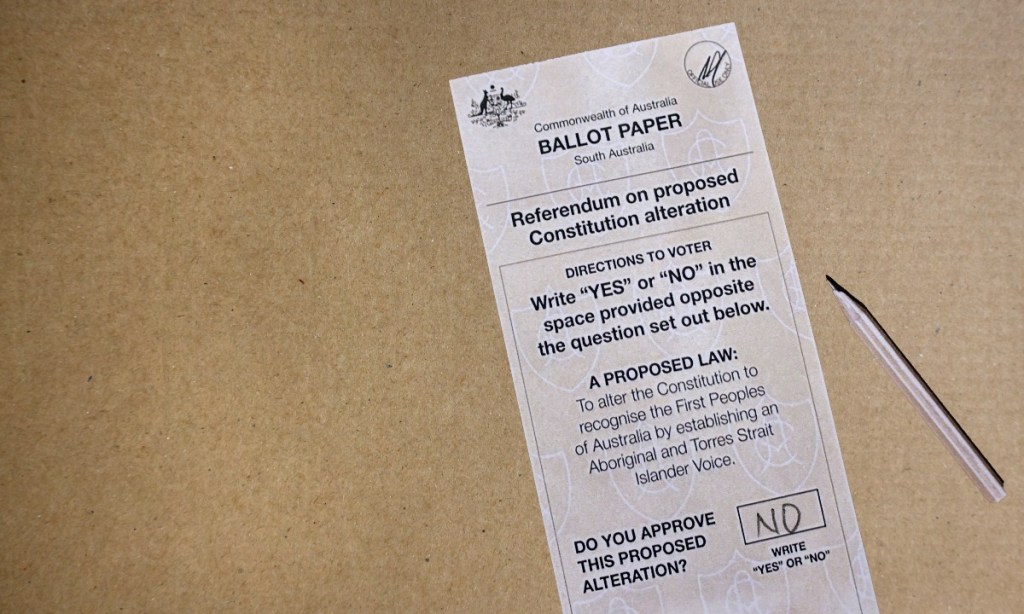 OFFICIAL USE ONLY
Commonwealth of Australia
BALLOT PAPER
South Australia
Referendum on proposed
Constitution alteration
DIRECTIONS TO VOTER
Write “YES” or “NO” in the
space provided opposite
the question set out below.
A PROPOSED LAW:
To alter the Constitution to
recognise the First Peoples
of Australia by establishing an
Aboriginal and Torres Strait
Islander Voice.
DO YOU APPROVE
THIS PROPOSED
ALTERATION?
NO
WRITE
“YES” OR “NO”